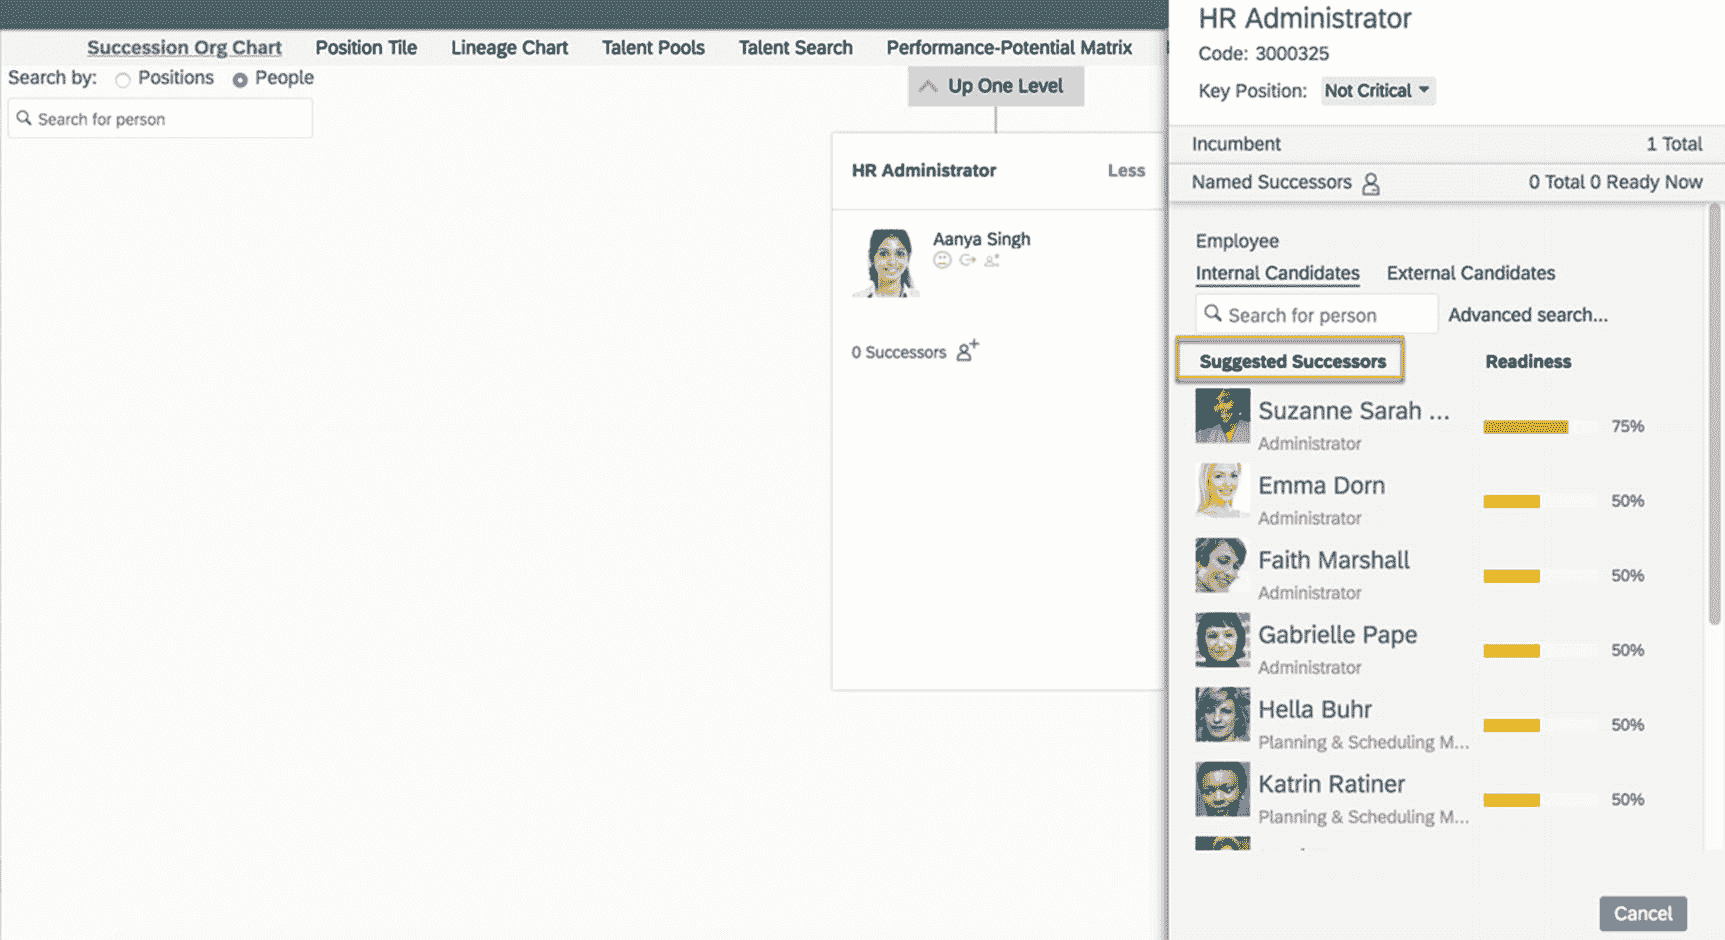 Succession Org Chart Position Tile Lineage Chart Talent Pools Talent Search Performance-Potential Matrix
Search by: Positions People
Search for person
Up One Level
HR Administrator Less
Aanya Singh
0 Successors
HR Administrator
Code: 3000325
Key Position: Not Critical
Incumbent 1 Total
Named Successors 0 Total 0 Ready Now
Employee
Internal Candidates External Candidates
Search for person Advanced search...
Suggested Successors Readiness
Suzanne Sarah ... 75%
Administrator
Emma Dorn 50%
Administrator
Faith Marshall 50%
Administrator
Gabrielle Pape 50%
Administrator
Hella Buhr 50%
Planning & Scheduling M...
Katrin Ratiner 50%
Planning & Scheduling M...
Cancel